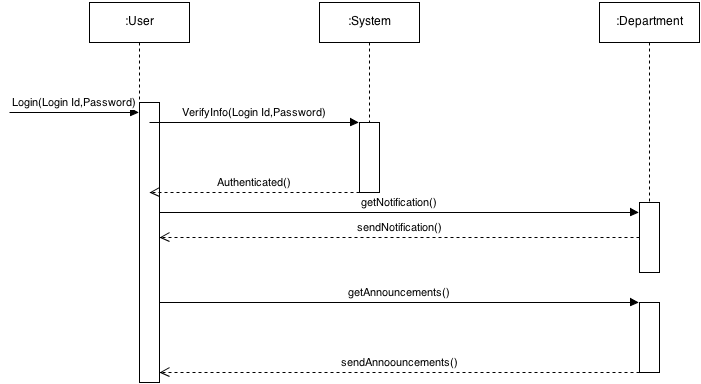 :User
:System
:Department
Login(Login Id,Password)
VerifyInfo(Login Id,Password)
Authenticated()
getNotification()
sendNotification()
getAnnouncements()
sendAnnoouncements()